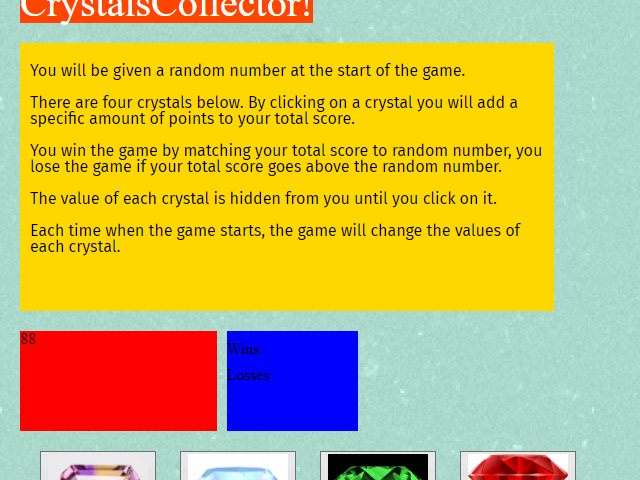 CrystalsCollector!
You will be given a random number at the start of the game.
There are four crystals below. By clicking on a crystal you will add a
specific amount of points to your total score.
You win the game by matching your total score to random number, you
lose the game if your total score goes above the random number.
The value of each crystal is hidden from you until you click on it.
Each time when the game starts, the game will change the values of
each crystal.
88
Wins:
Losses: